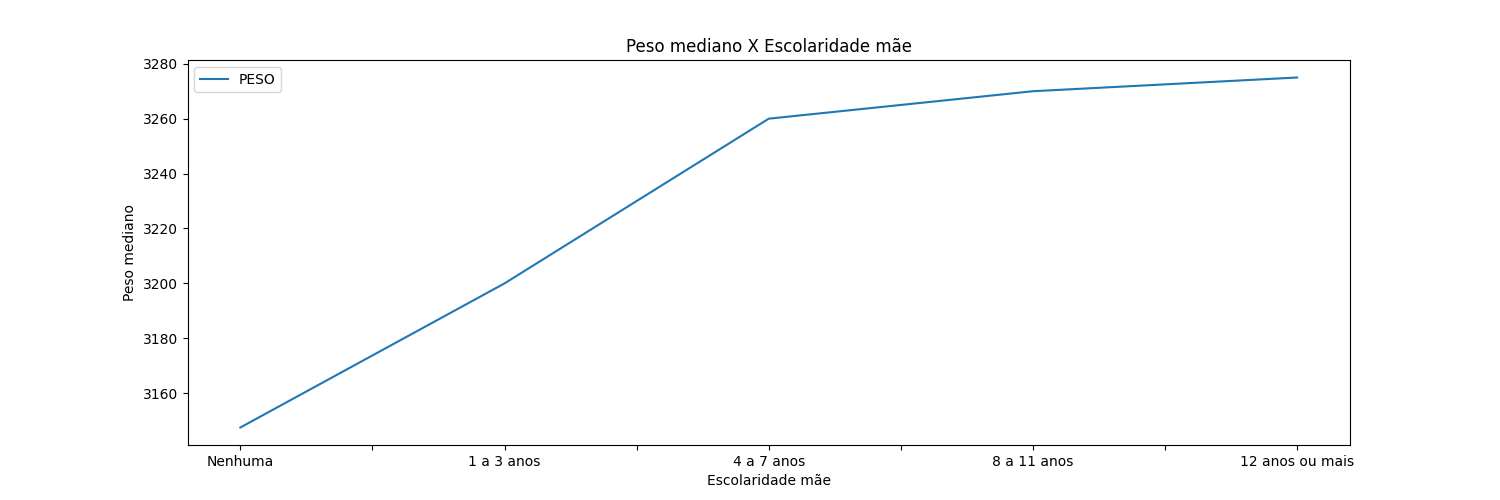 Peso mediano X Escolaridade mãe
PESO
3280
3260
3240
3220
3200
3180
3160
Peso mediano
Nenhuma
1 a 3 anos
4 a 7 anos
8 a 11 anos
12 anos ou mais
Escolaridade mãe